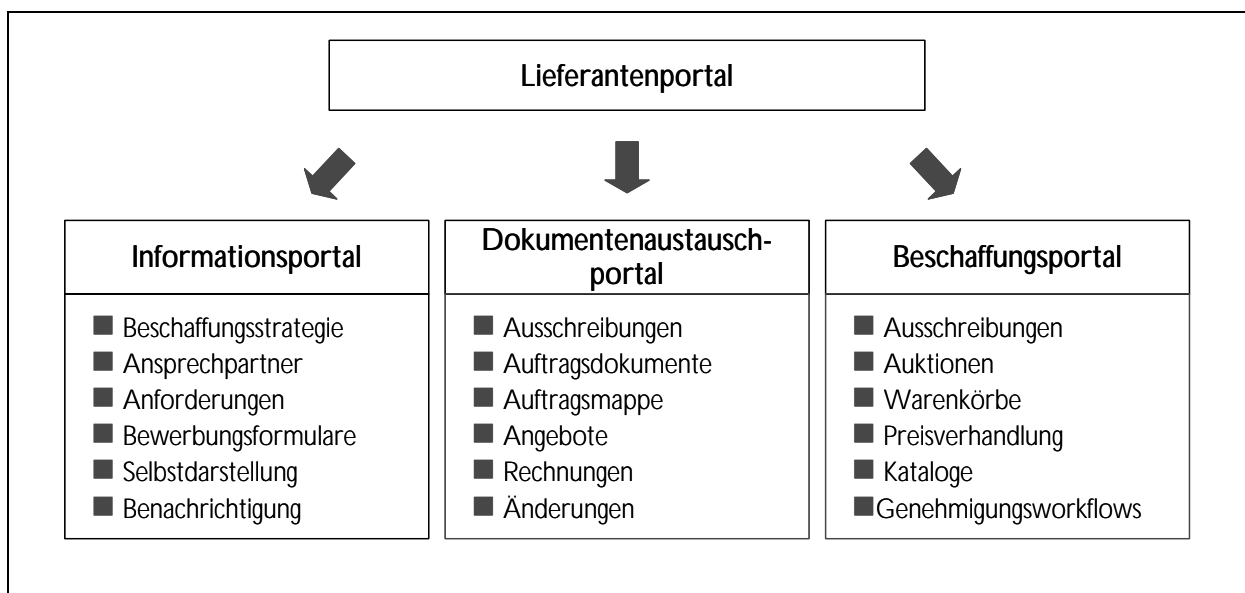 Lieferantenportal
Informationsportal
Beschaffungsstrategie
Ansprechpartner
Anforderungen
Bewerbungsformulare
Selbstdarstellung
Benachrichtigung
Dokumentenaustausch-
portal
Ausschreibungen
Auftragsdokumente
Auftragsmappe
Angebote
Rechnungen
Änderungen
Beschaffungsportal
Ausschreibungen
Auktionen
Warenkörbe
Preisverhandlung
Kataloge
Genehmigungsworkflows